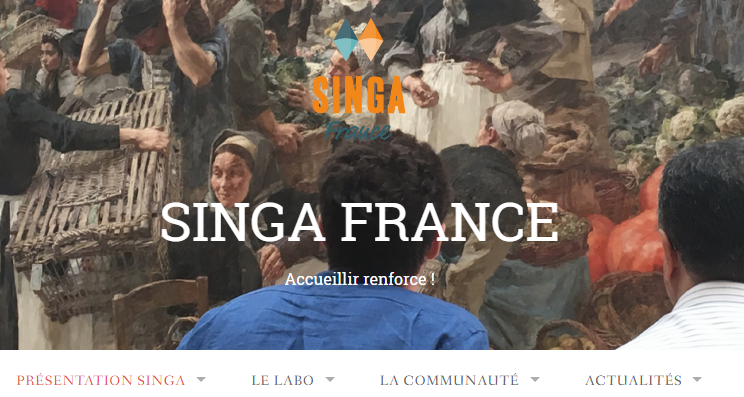 SINGA
France
SINGA FRANCE
Accueillir renforce !
PRÉSENTATION SINGA LE LABO LA COMMUNAUTÉ ACTUALITÉS